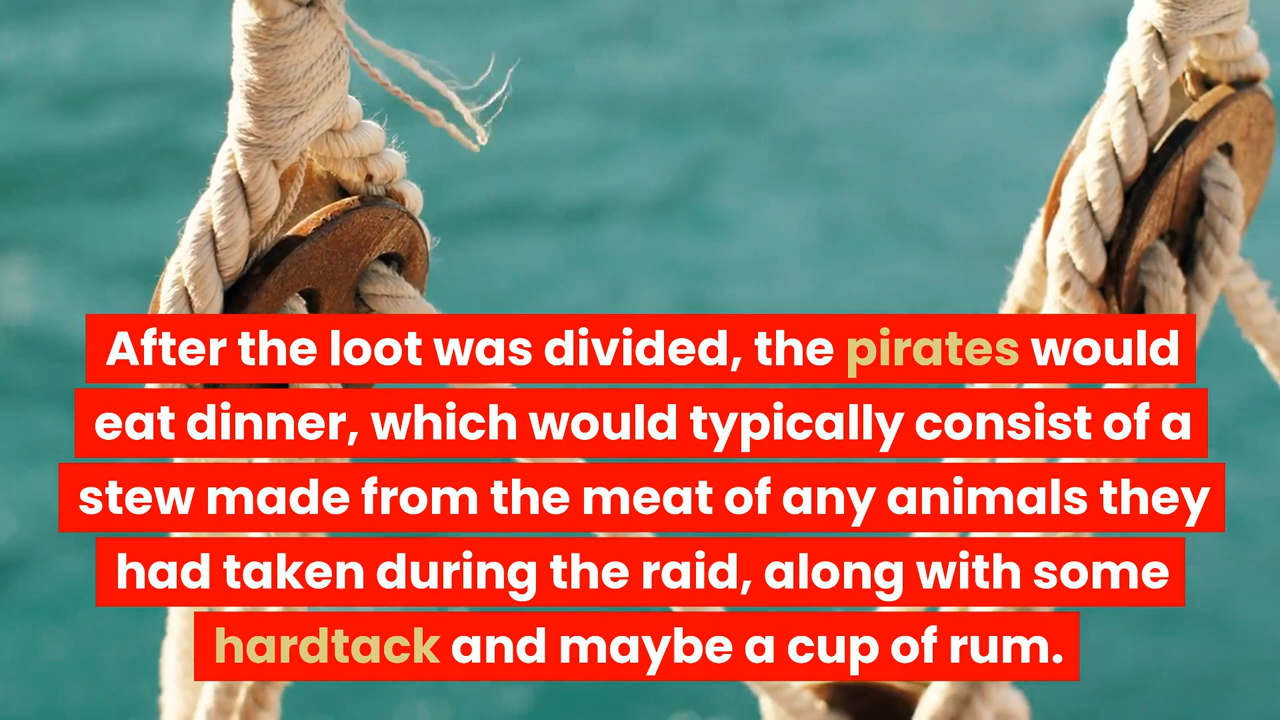 After the loot was divided, the pirates would
eat dinner, which would typically consist of a
stew made from the meat of any animals they
had taken during the raid, along with some
hardtack and maybe a cup of rum.